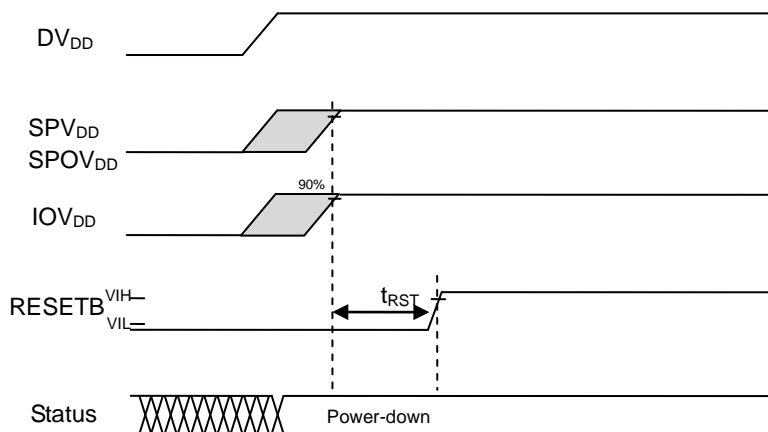 DVDD
SPVDD
SPOVDD
90%
IOVDD
RESETB VIH
VIL
tRST
Status
Power-down